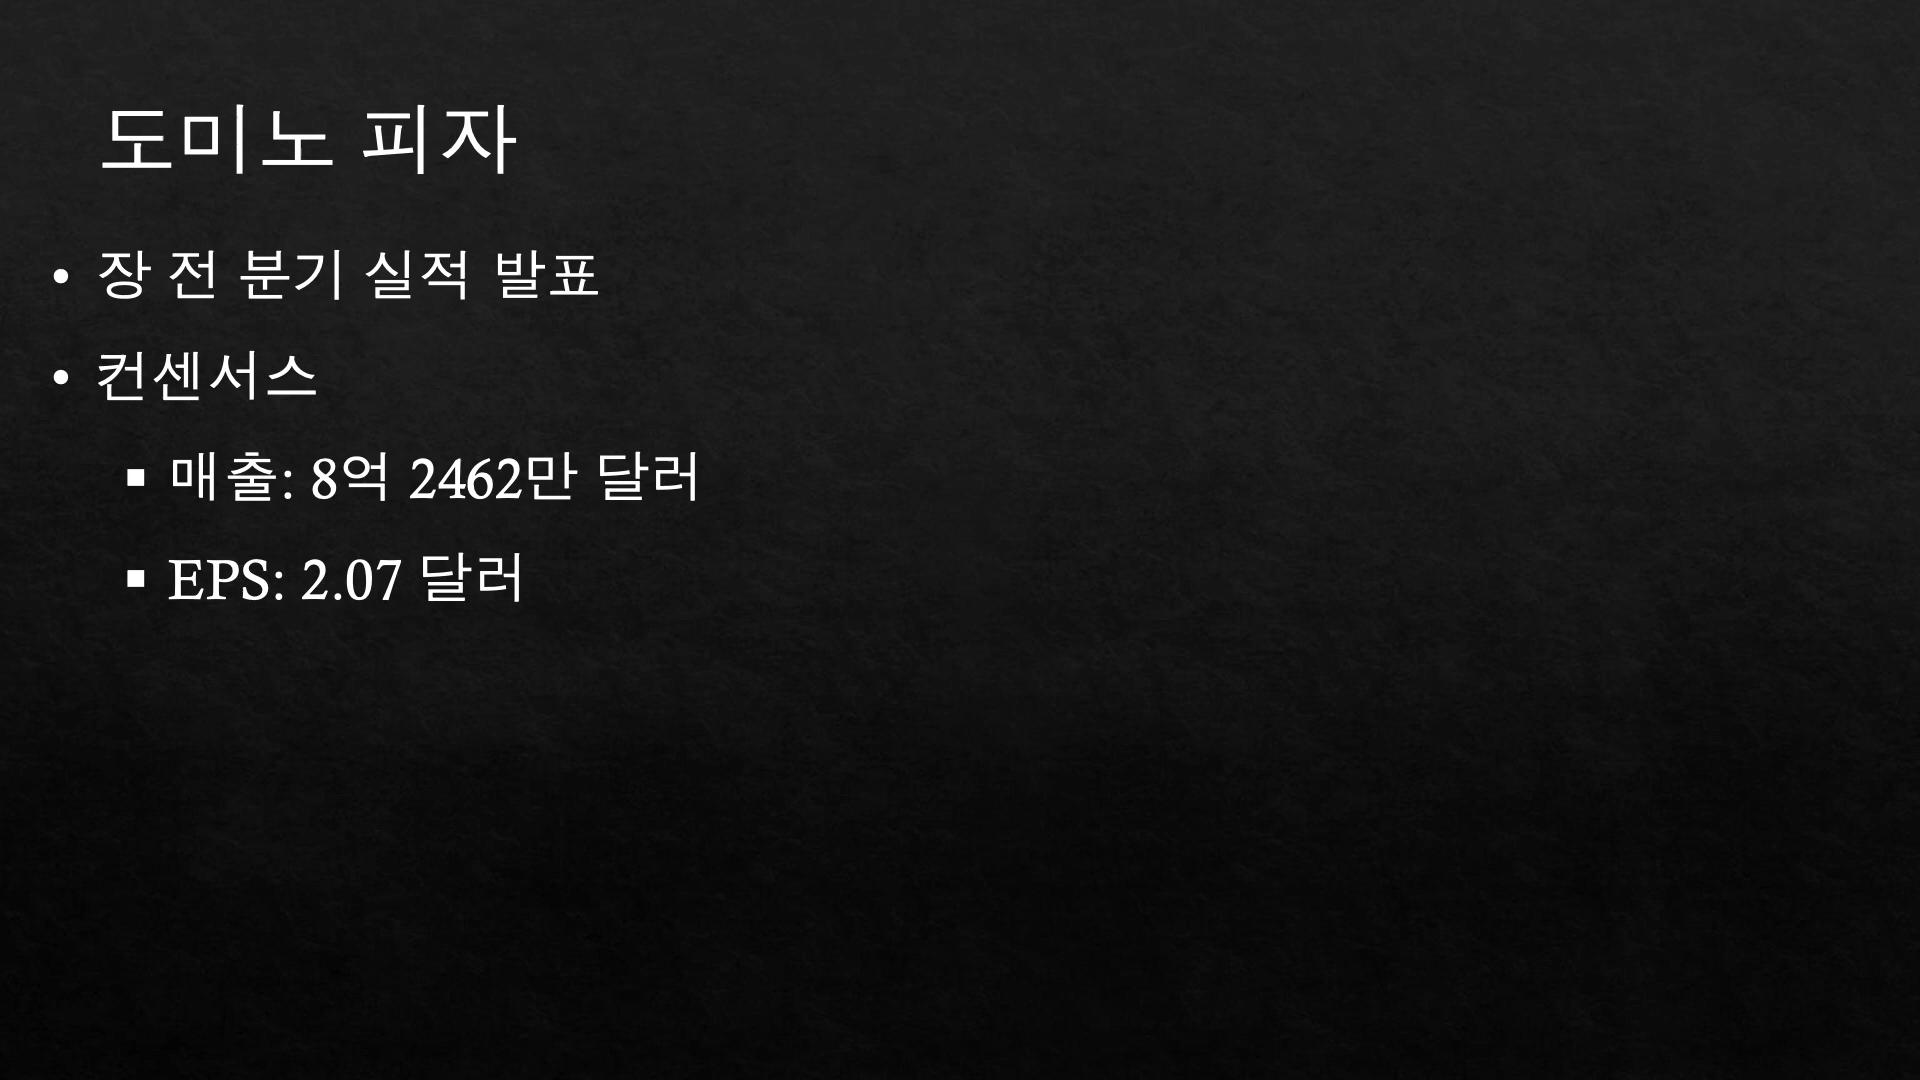 도미노 피자
• 장 전 분기 실적 발표
• 컨센서스
▪ 매출: 8억 2462만 달러
▪ EPS: 2.07 달러